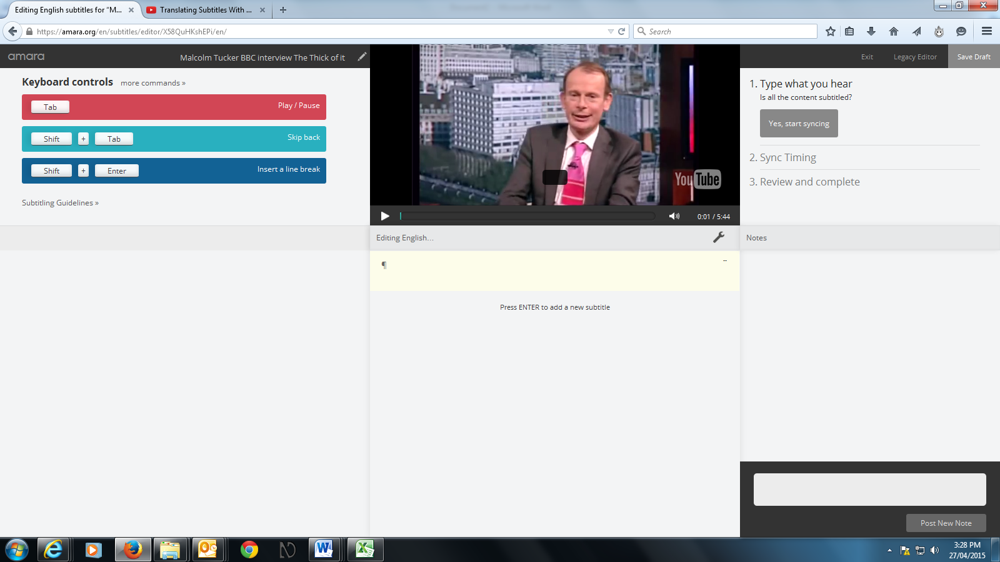 Editing English subtitles for “M...
Translating Subtitles With ...
https://amara.org/en/subtitles/editor/X58QuHKshEPi/en/
Search
amara
Malcolm Tucker BBC interview The Thick of it
Exit
Legacy Editor
Save Draft
Keyboard controls
more commands »
Tab
Play / Pause
Shift + Tab
Skip back
Shift + Enter
Insert a line break
Subtitling Guidelines »
YouTube
0:01 / 5:44
1. Type what you hear
Is all the content subtitled?
Yes, start syncing
2. Sync Timing
3. Review and complete
Editing English...
Notes
¶
--
Press ENTER to add a new subtitle
Post New Note
3:28 PM
27/04/2015